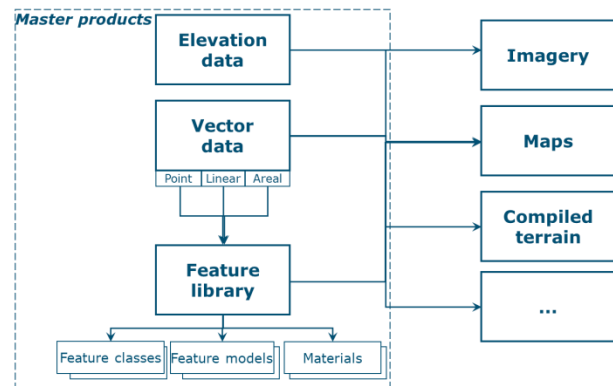 Master products
Elevation
data
Imagery
Vector
data
Point Linear Areal
Maps
Compiled
terrain
Feature
library
...
Feature classes Feature models Materials